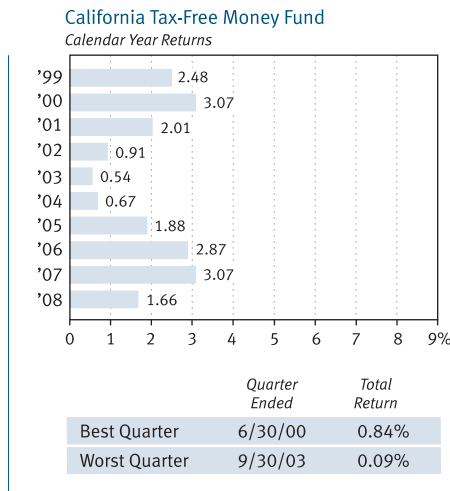 California Tax-Free Money Fund
Calendar Year Returns
’99 2.48
’00 3.07
’01 2.01
’02 0.91
’03 0.54
’04 0.67
’05 1.88
’06 2.87
’07 3.07
’08 1.66
0 1 2 3 4 5 6 7 8 9%
Quarter Total
Ended Return
Best Quarter 6/30/00 0.84%
Worst Quarter 9/30/03 0.09%